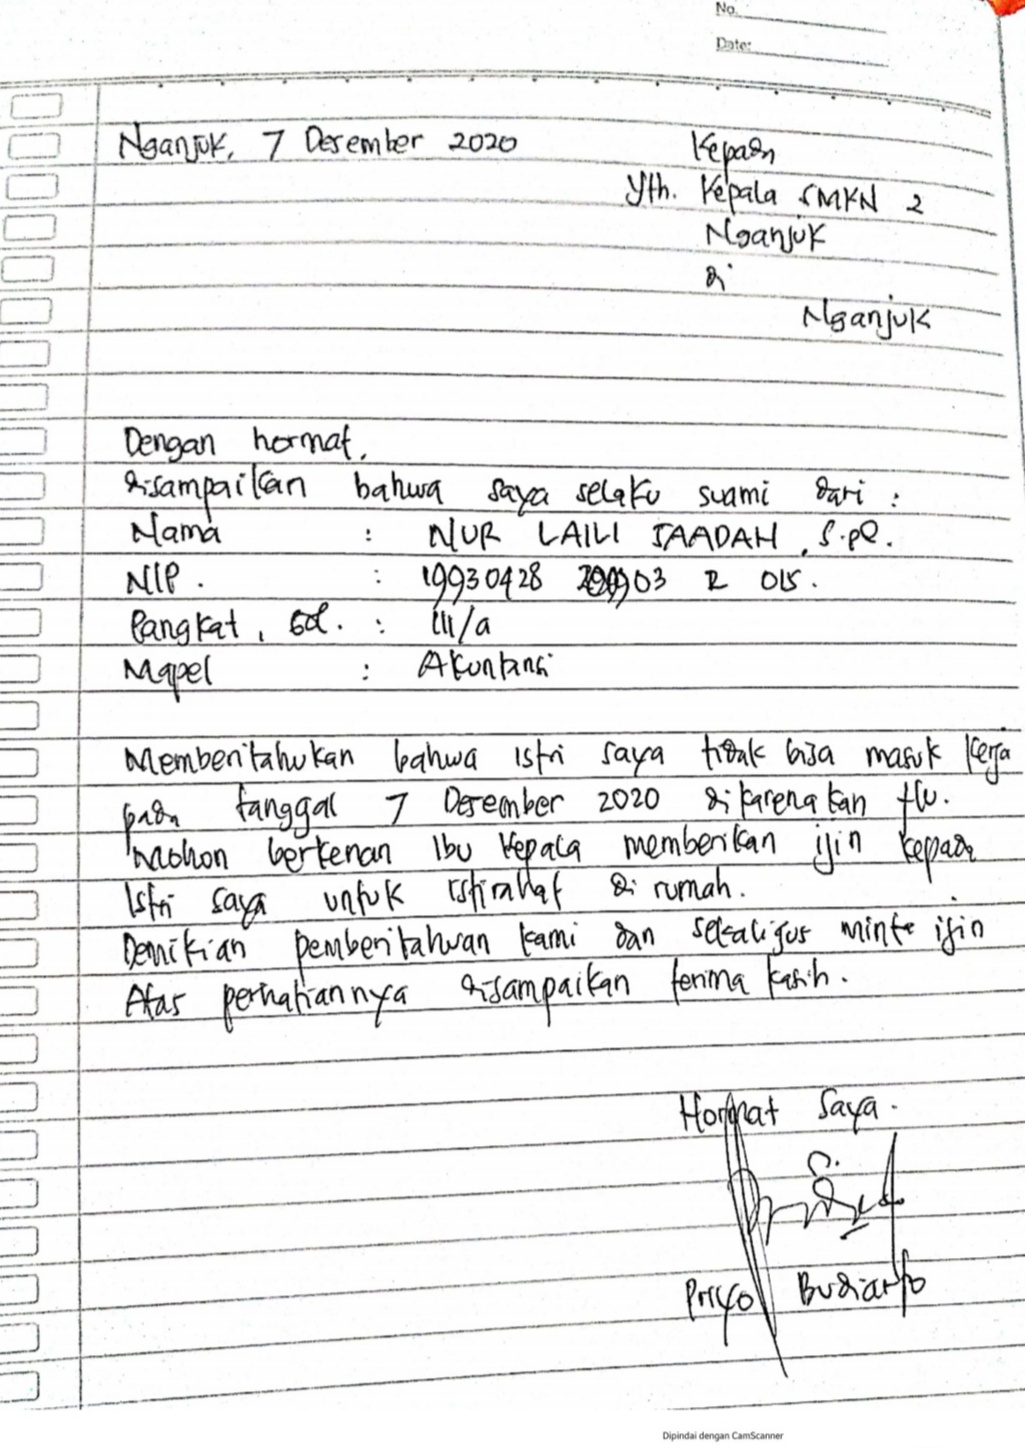 No.
Date:
Nganjuk, 7 Desember 2020
Kepada
Yth. Kepala SMKN 2
Nganjuk
di
Nganjuk
Dengan hormat,
disampaikan bahwa saya selaku suami dari :
Nama : NUR LAILI SAADAH, S.Pd.
NIP. : 19930428 03 2 015.
Pangkat, Gol. : III/a
Mapel : Akuntansi
Memberitahukan bahwa istri saya tidak bisa masuk kerja
pada tanggal 7 Desember 2020 dikarenakan flu.
Mohon berkenan Ibu Kepala memberikan ijin kepada
Istri saya untuk istirahat di rumah.
Demikian pemberitahuan kami dan sekaligus minta ijin
Atas perhatiannya disampaikan terima kasih.
Hormat Saya.
Priyo Budiarto
Dipindai dengan CamScanner